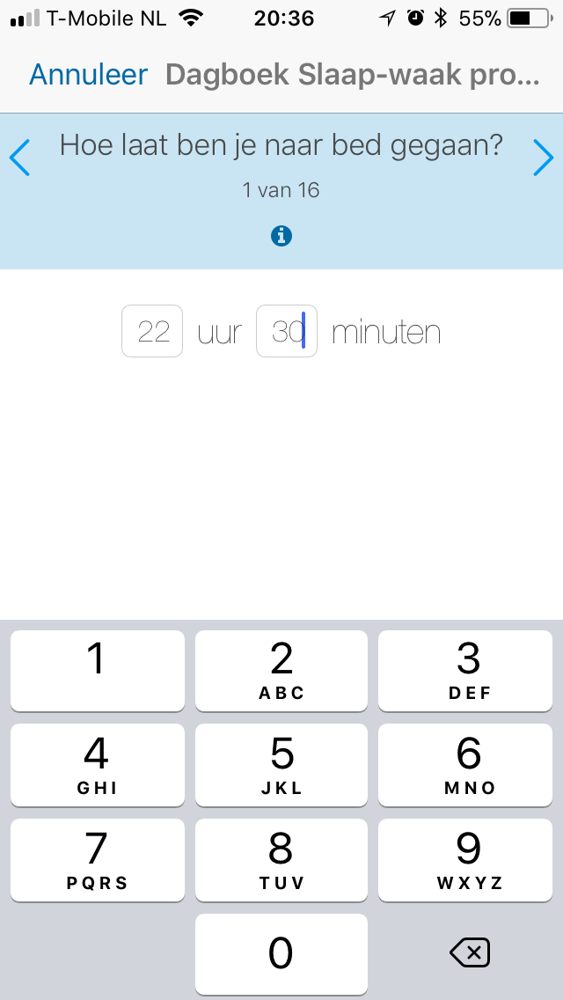 T-Mobile NL 20:36 55%
Annuleer Dagboek Slaap-waak pro...
Hoe laat ben je naar bed gegaan?
1 van 16
22 uur 30 minuten
1 2 3
ABC DEF
4 5 6
GHI JKL MNO
7 8 9
PQRS TUV WXYZ
0